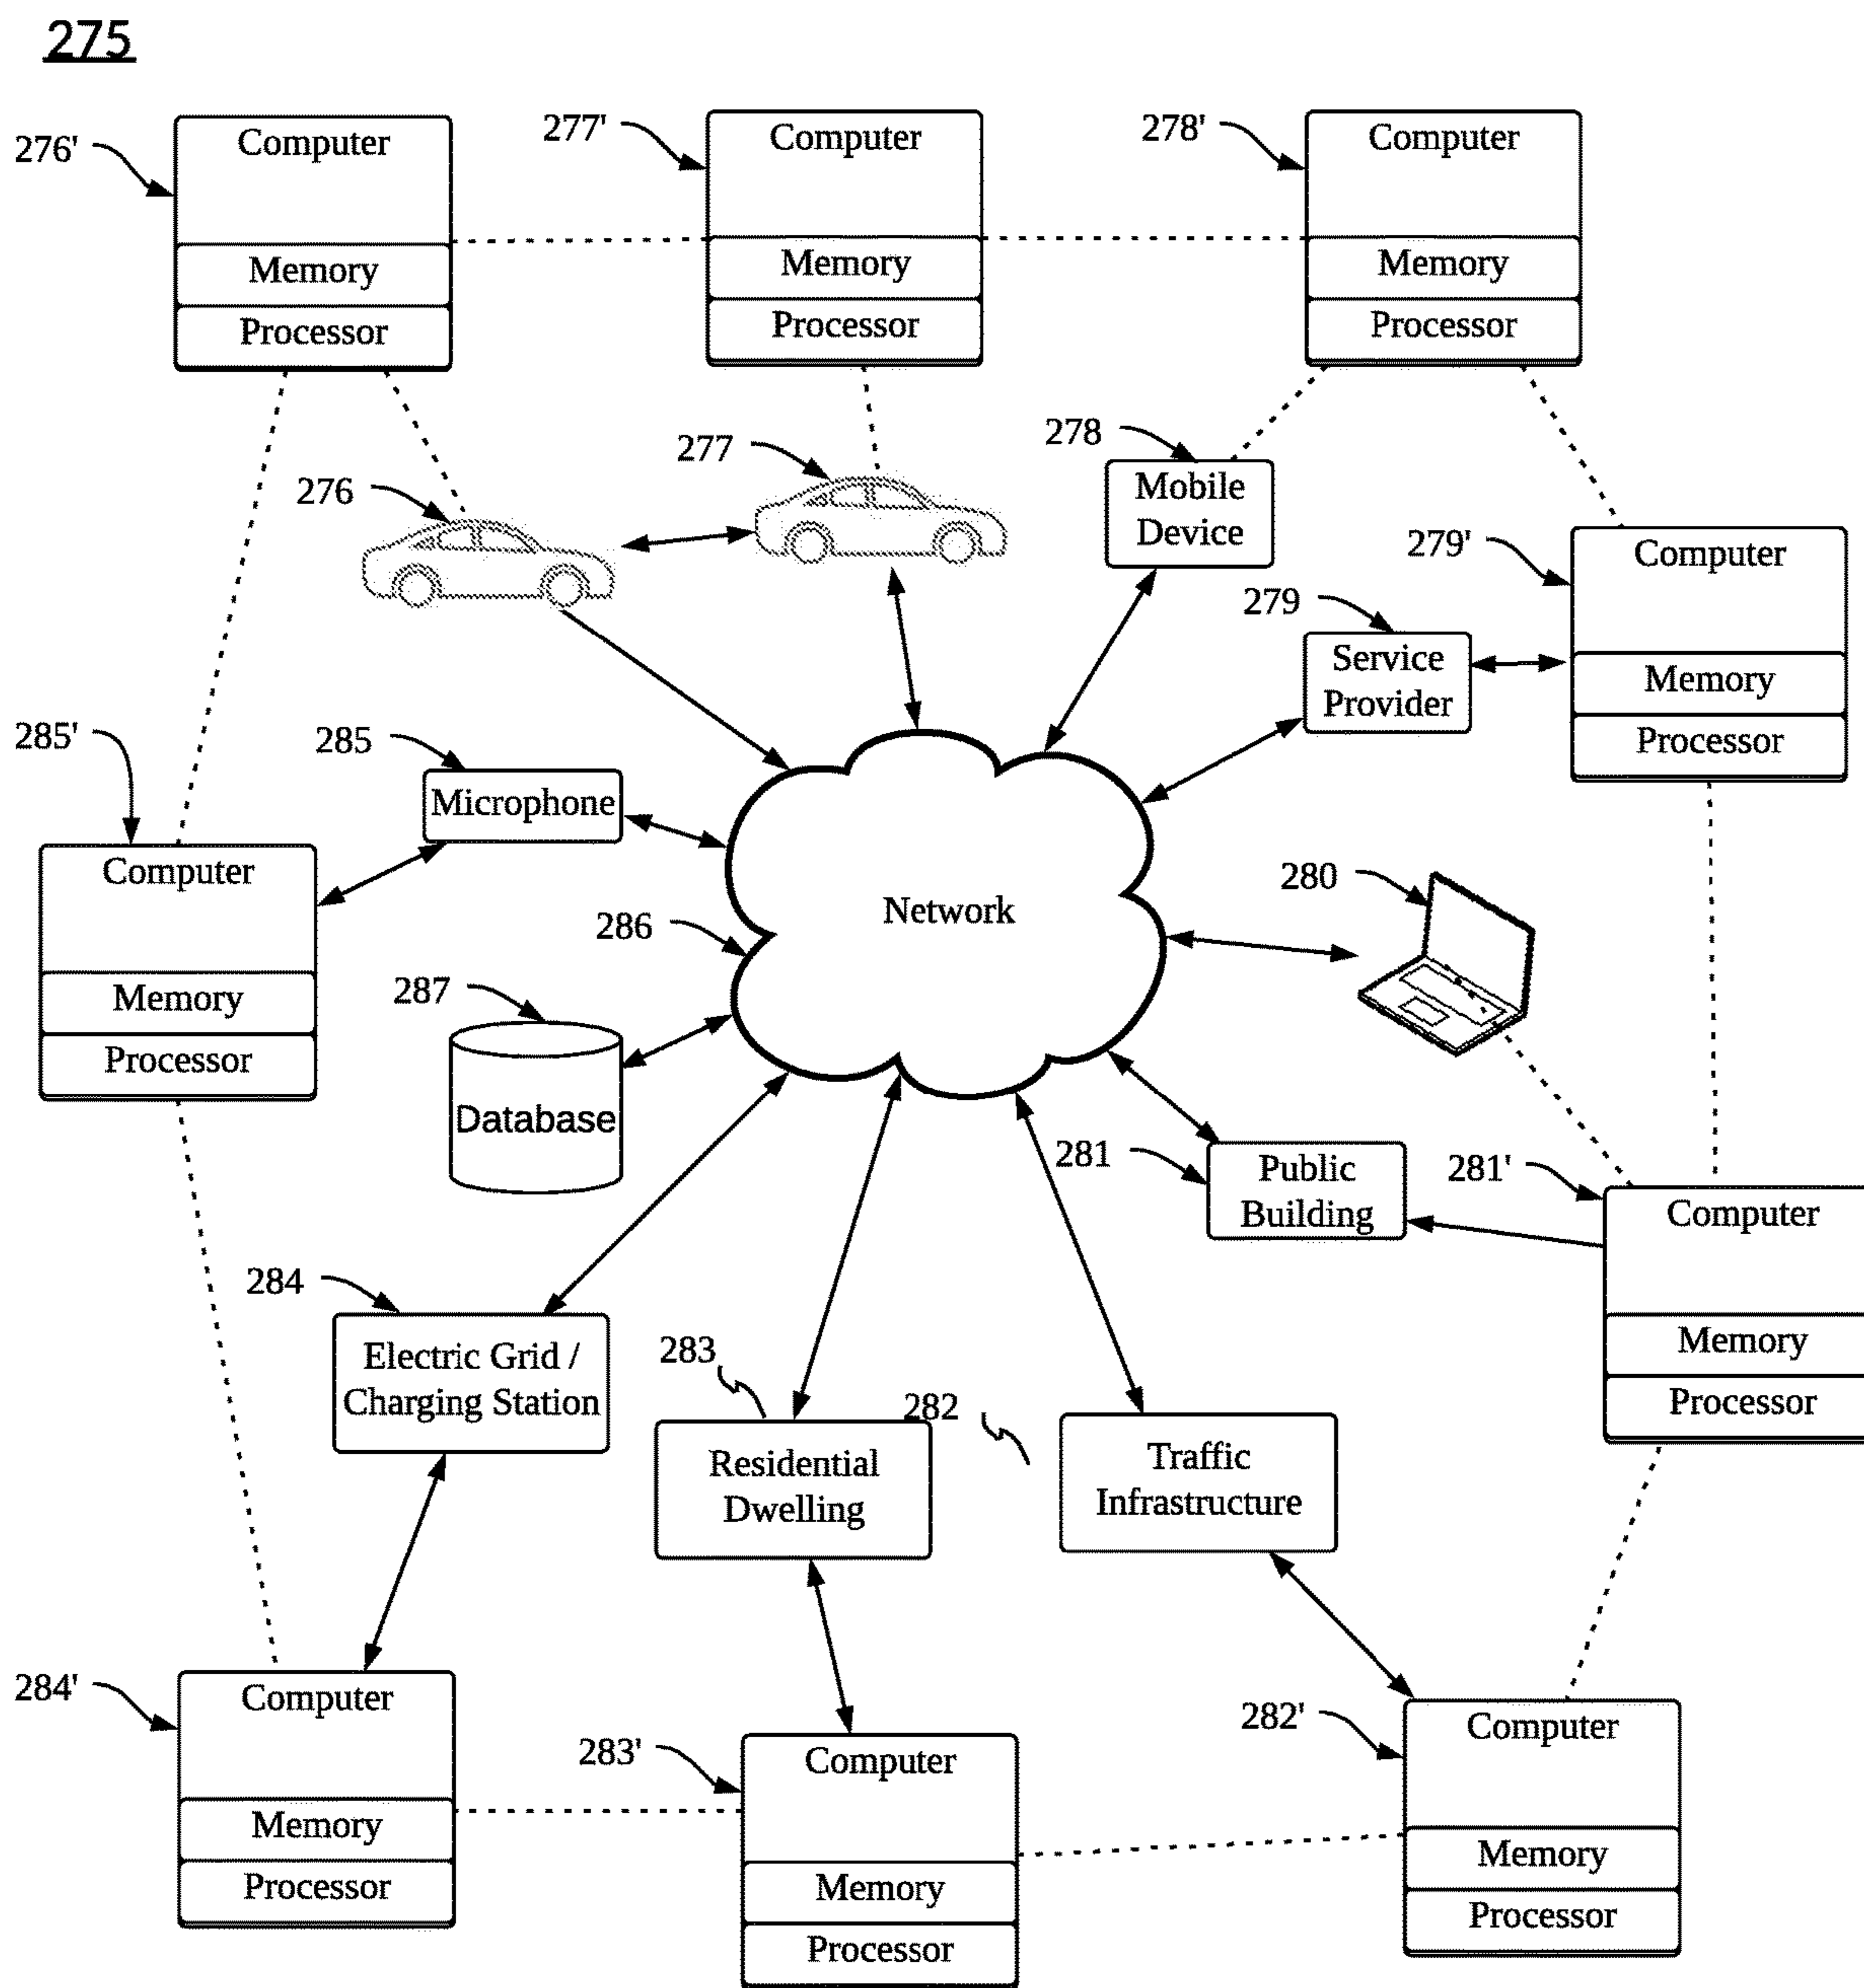 275
276'
Computer
Memory
Processor
277'
Computer
Memory
Processor
278'
Computer
Memory
Processor
276
277
278
Mobile
Device
279'
Computer
Memory
Processor
279
Service
Provider
285'
Computer
Memory
Processor
285
Microphone
286
Network
280
287
Database
281
Public
Building
281'
Computer
Memory
Processor
284
Electric Grid /
Charging Station
283
Residential
Dwelling
282
Traffic
Infrastructure
284'
Computer
Memory
Processor
283'
Computer
Memory
Processor
282'
Computer
Memory
Processor